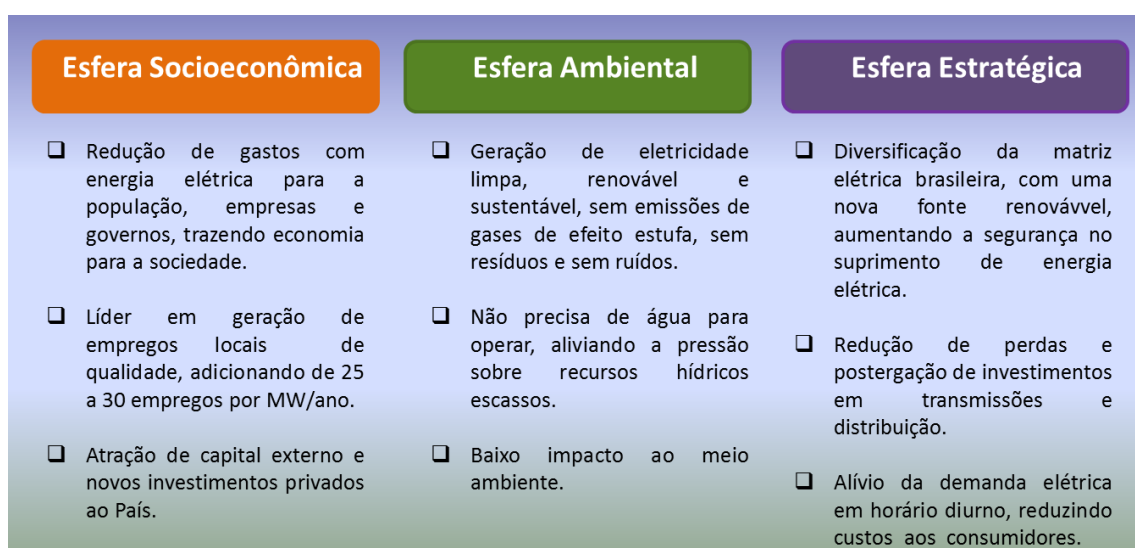 Esfera Socioeconômica
Redução de gastos com
energia elétrica para a
população, empresas e
governos, trazendo economia
para a sociedade.
Líder em geração de
empregos locais de
qualidade, adicionando de 25
a 30 empregos por MW/ano.
Atração de capital externo e
novos investimentos privados
ao País.
Esfera Ambiental
Geração de eletricidade
limpa, renovável e
sustentável, sem emissões de
gases de efeito estufa, sem
resíduos e sem ruídos.
Não precisa de água para
operar, aliviando a pressão
sobre recursos hídricos
escassos.
Baixo impacto ao meio
ambiente.
Esfera Estratégica
Diversificação da matriz
elétrica brasileira, com uma
nova fonte renovávvel,
aumentando a segurança no
suprimento de energia
elétrica.
Redução de perdas e
postergação de investimentos
em transmissões e
distribuição.
Alívio da demanda elétrica
em horário diurno, reduzindo
custos aos consumidores.